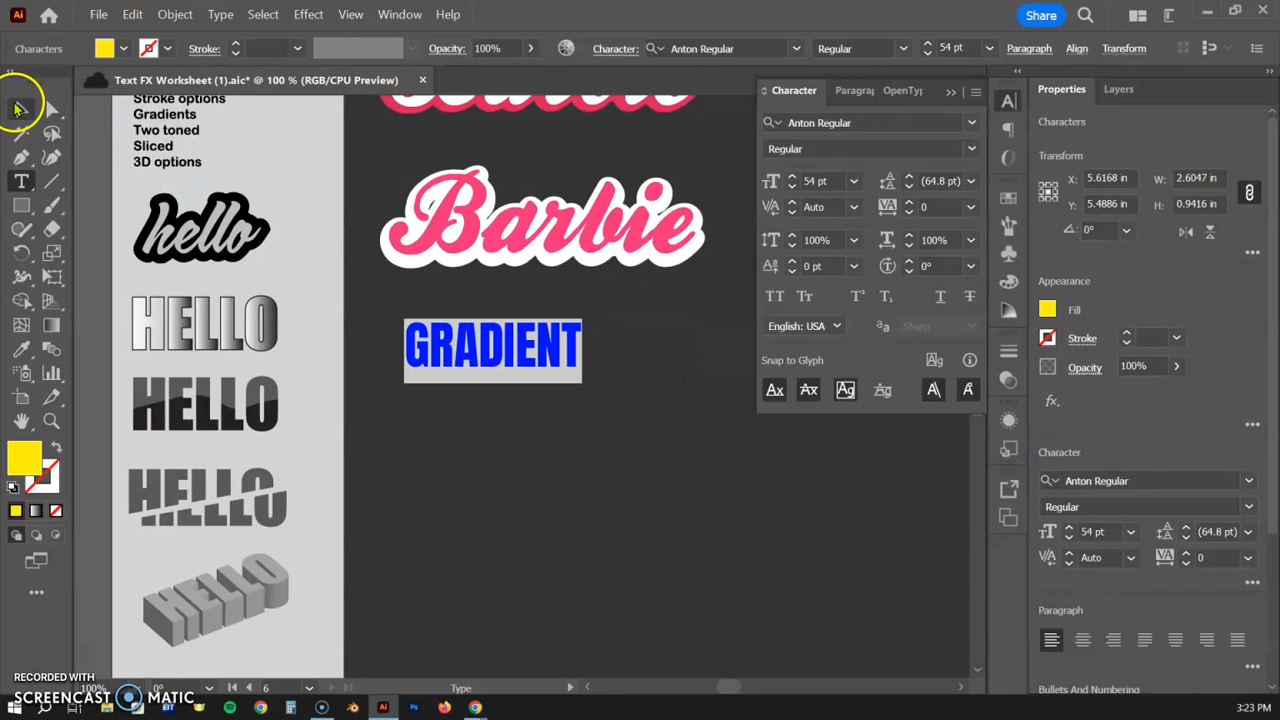 File Edit Object Type Select Effect View Window Help Share
Characters Stroke: Opacity: 100% Character: Anton Regular Regular 54 pt Paragraph Align Transform
Text FX Worksheet (1).aic* @ 100 % (RGB/CPU Preview)
Stroke options
Gradients
Two toned
Sliced
3D options
hello
HELLO
HELLO
HELLO
HELLO
Barbie
GRADIENT
Character Paragra OpenTy
Anton Regular
Regular
54 pt (64.8 pt)
Auto 0
100% 100%
0 pt 0°
English: USA Sharp
Snap to Glyph
Properties Layers
Characters
Transform
X: 5.6168 in W: 2.6047 in
Y: 5.4886 in H: 0.9416 in
0°
Appearance
Fill
Stroke
Opacity 100%
fx.
Character
Anton Regular
Regular
54 pt (64.8 pt)
Auto 0
Paragraph
Bullets And Numbering
100% 0° 6 Type
RECORDED WITH
SCREENCAST MATIC
3:23 PM